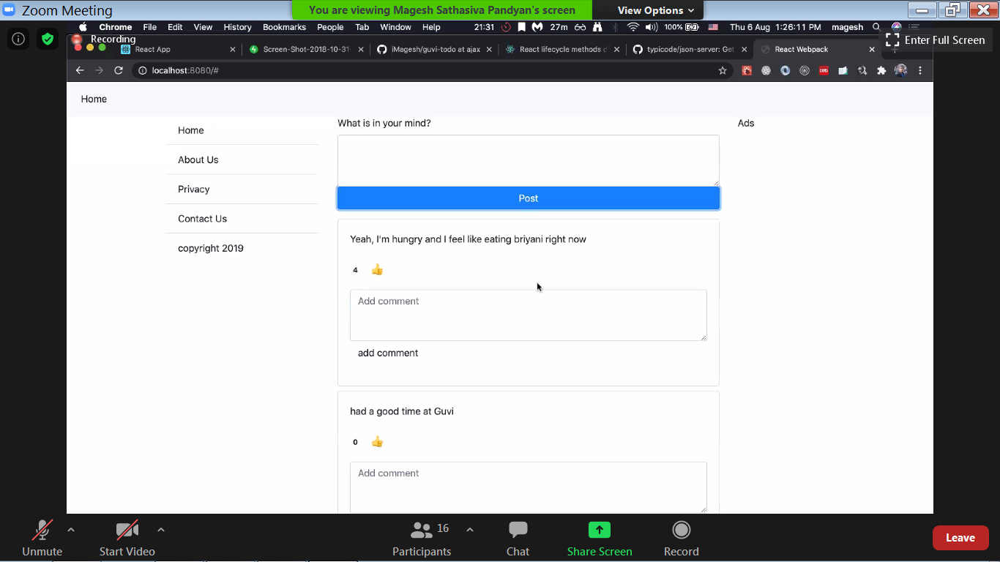 Zoom Meeting
You are viewing Magesh Sathasiva Pandyan's screen
View Options
Chrome File Edit View History Bookmarks People Tab Window Help
21:31 27m 100% Thu 6 Aug 1:26:11 PM magesh
Recording
Enter Full Screen
React App
Screen-Shot-2018-10-31
iMagesh/guvi-todo at ajax
React lifecycle methods
typicode/json-server: Get
React Webpack
localhost:8080/#
Home
Home
About Us
Privacy
Contact Us
copyright 2019
What is in your mind?
Post
Yeah, I'm hungry and I feel like eating briyani right now
4
Add comment
add comment
had a good time at Guvi
0
Add comment
Ads
Unmute
Start Video
16
Participants
Chat
Share Screen
Record
Leave